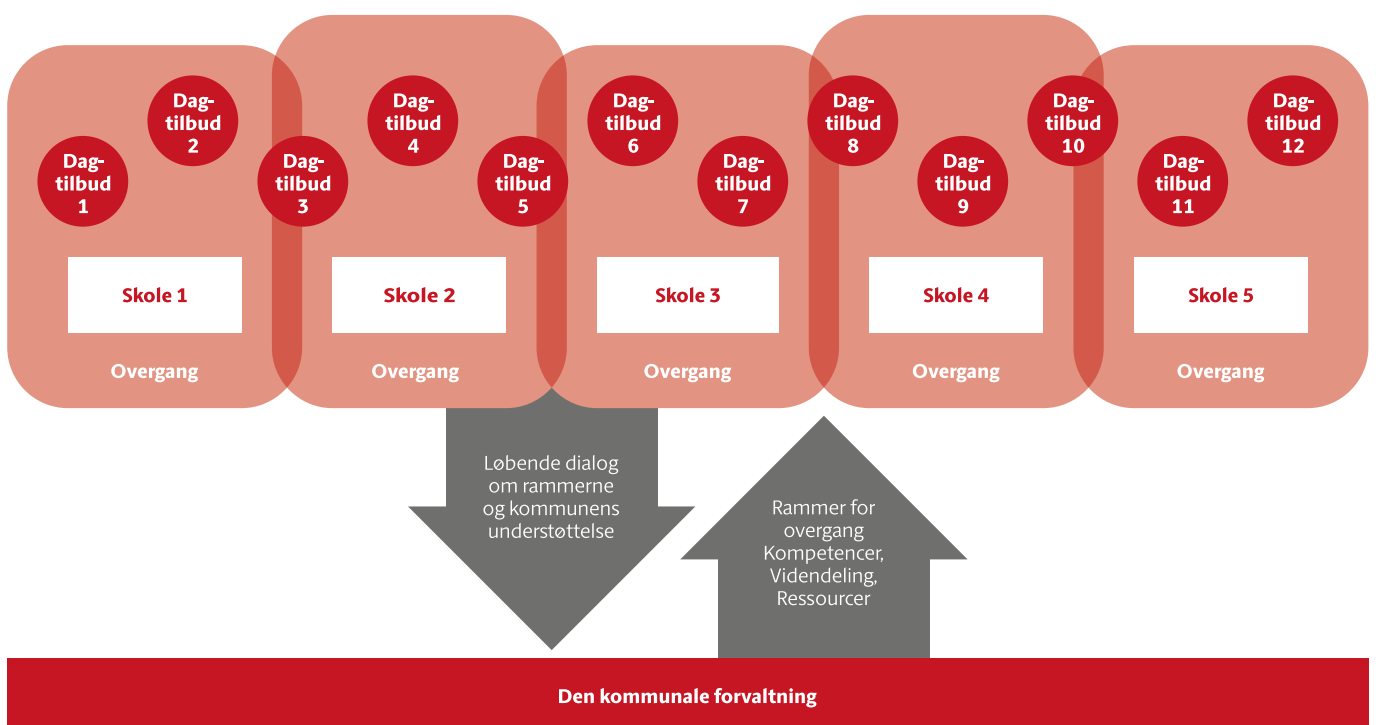 Dag-
tilbud
1
Dag-
tilbud
2
Dag-
tilbud
3
Dag-
tilbud
4
Dag-
tilbud
5
Dag-
tilbud
6
Dag-
tilbud
7
Dag-
tilbud
8
Dag-
tilbud
9
Dag-
tilbud
10
Dag-
tilbud
11
Dag-
tilbud
12
Skole 1
Skole 2
Skole 3
Skole 4
Skole 5
Overgang
Overgang
Overgang
Overgang
Overgang
Løbende dialog
om rammerne
og kommunens
understøttelse
Rammer for
overgang
Kompetencer,
Videndeling,
Ressourcer
Den kommunale forvaltning